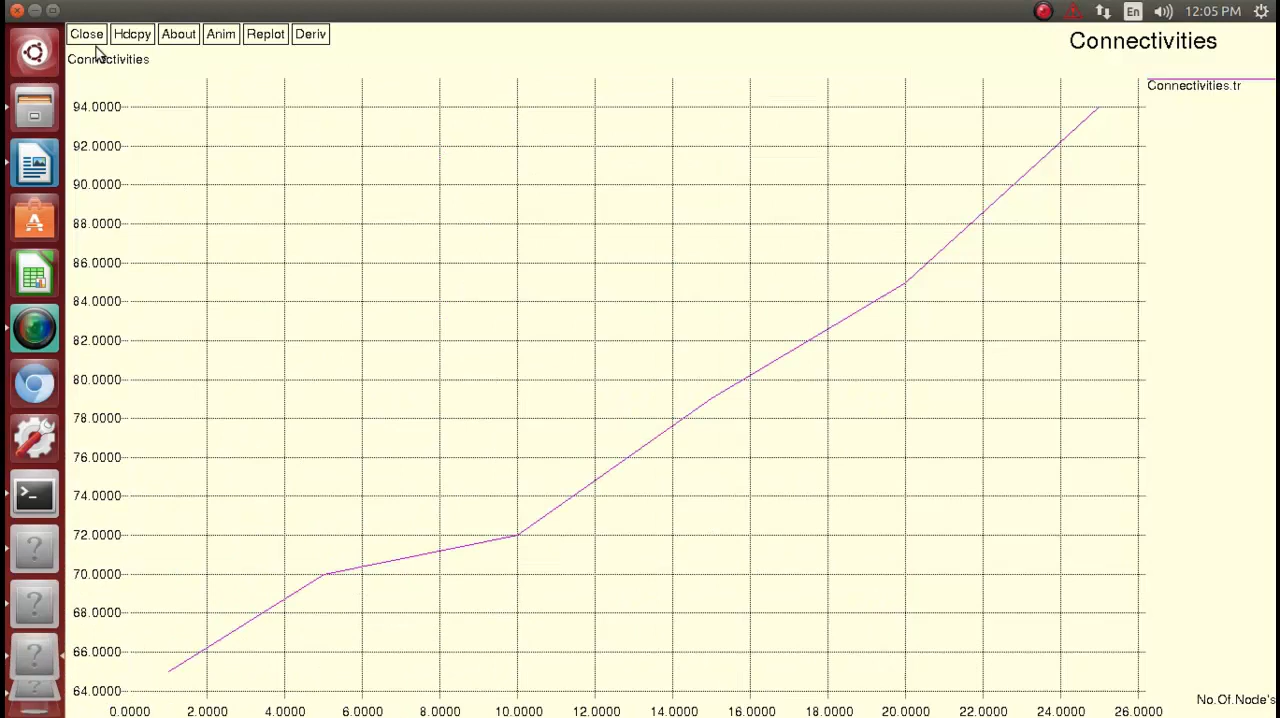 En 12:05 PM
Close Hdcpy About Anim Replot Deriv
Connectivities
Connectivities
Connectivities.tr
94.0000
92.0000
90.0000
88.0000
86.0000
84.0000
82.0000
80.0000
78.0000
76.0000
74.0000
72.0000
70.0000
68.0000
66.0000
64.0000
No.Of.Node's
0.0000 2.0000 4.0000 6.0000 8.0000 10.0000 12.0000 14.0000 16.0000 18.0000 20.0000 22.0000 24.0000 26.0000